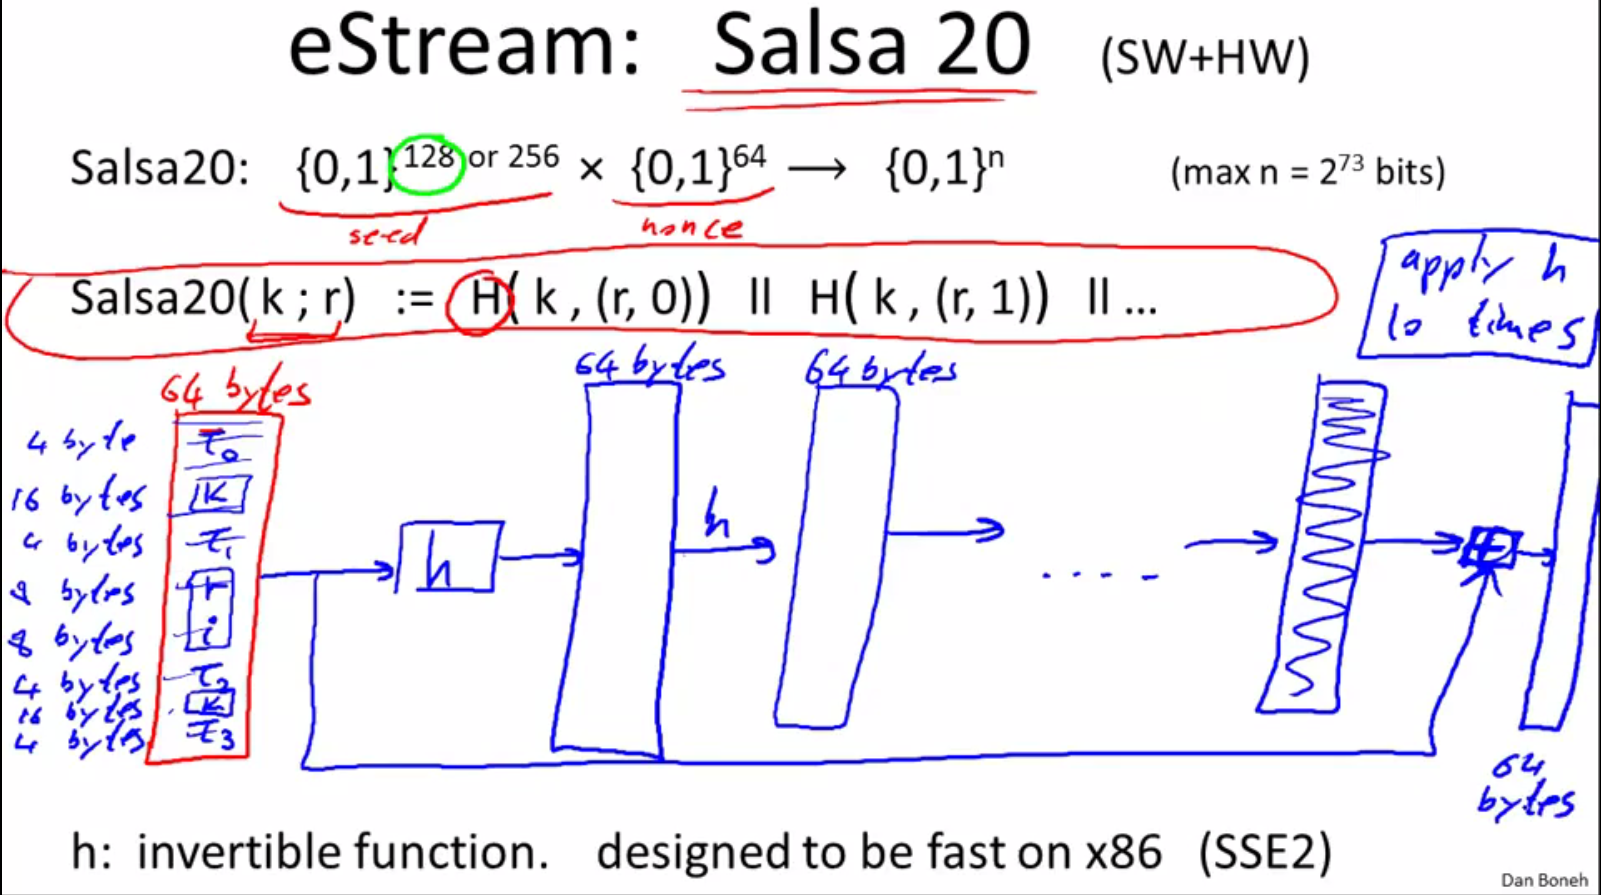 eStream: Salsa 20 (SW+HW)
Salsa20: {0,1}^128 or 256 × {0,1}^64 ⟶ {0,1}^n (max n = 2^73 bits)
seed nonce
Salsa20( k ; r) := H( k , (r, 0)) || H( k , (r, 1)) || ...
apply h
10 times
64 bytes 64 bytes 64 bytes
4 byte τ₀
16 bytes k
4 bytes τ₁
8 bytes r
8 bytes i
4 bytes τ₂
16 bytes k
4 bytes τ₃
h h + ....
64
bytes
h: invertible function. designed to be fast on x86 (SSE2)
Dan Boneh